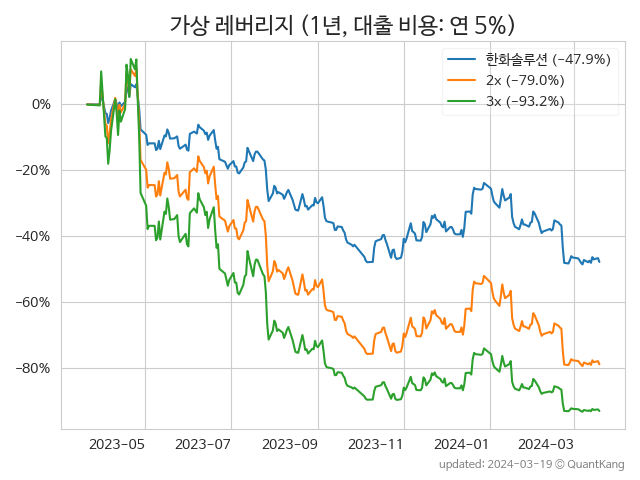 가상 레버리지 (1년, 대출 비용: 연 5%)
한화솔루션 (−47.9%)
2x (−79.0%)
3x (−93.2%)
0%
−20%
−40%
−60%
−80%
2023-05 2023-07 2023-09 2023-11 2024-01 2024-03
updated: 2024-03-19 © QuantKang